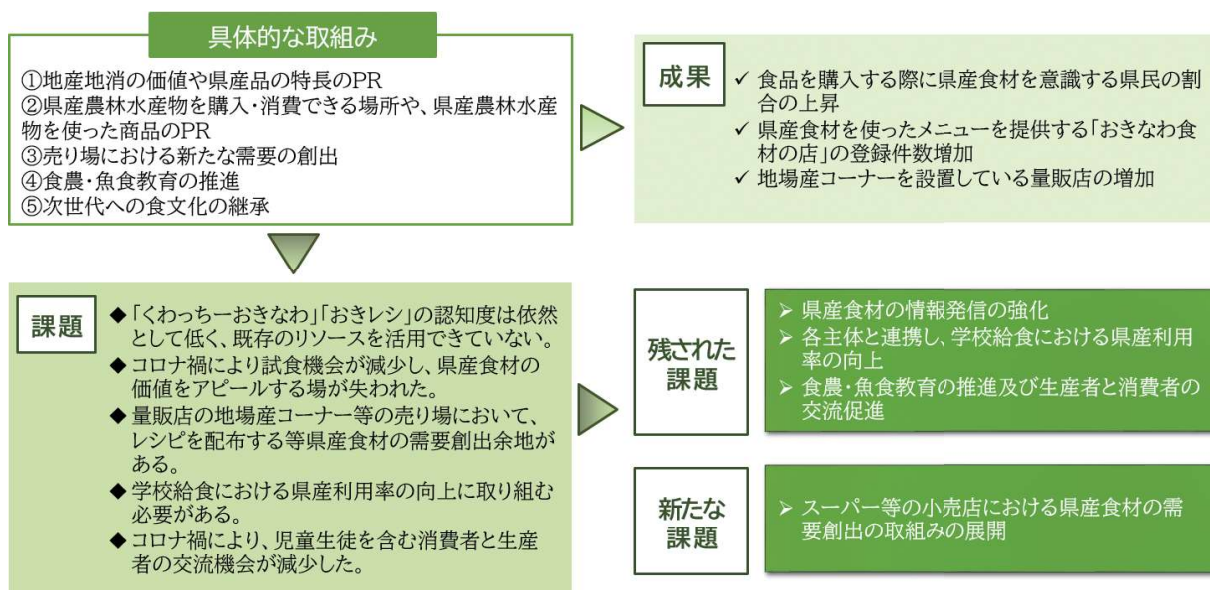 具体的な取組み
①地産地消の価値や県産品の特長のPR
②県産農林水産物を購入・消費できる場所や、県産農林水産
物を使った商品のPR
③売り場における新たな需要の創出
④食農・魚食教育の推進
⑤次世代への食文化の継承
成果
✓ 食品を購入する際に県産食材を意識する県民の割
合の上昇
✓ 県産食材を使ったメニューを提供する「おきなわ食
材の店」の登録件数増加
✓ 地場産コーナーを設置している量販店の増加
課題
◆「くわっちーおきなわ」「おきレシ」の認知度は依然
として低く、既存のリソースを活用できていない。
◆コロナ禍により試食機会が減少し、県産食材の
価値をアピールする場が失われた。
◆量販店の地場産コーナー等の売り場において、
レシピを配布する等県産食材の需要創出余地が
ある。
◆学校給食における県産利用率の向上に取り組む
必要がある。
◆コロナ禍により、児童生徒を含む消費者と生産
者の交流機会が減少した。
残された
課題
➢ 県産食材の情報発信の強化
➢ 各主体と連携し、学校給食における県産利用
率の向上
➢ 食農・魚食教育の推進及び生産者と消費者の
交流促進
新たな
課題
➢ スーパー等の小売店における県産食材の需
要創出の取組みの展開